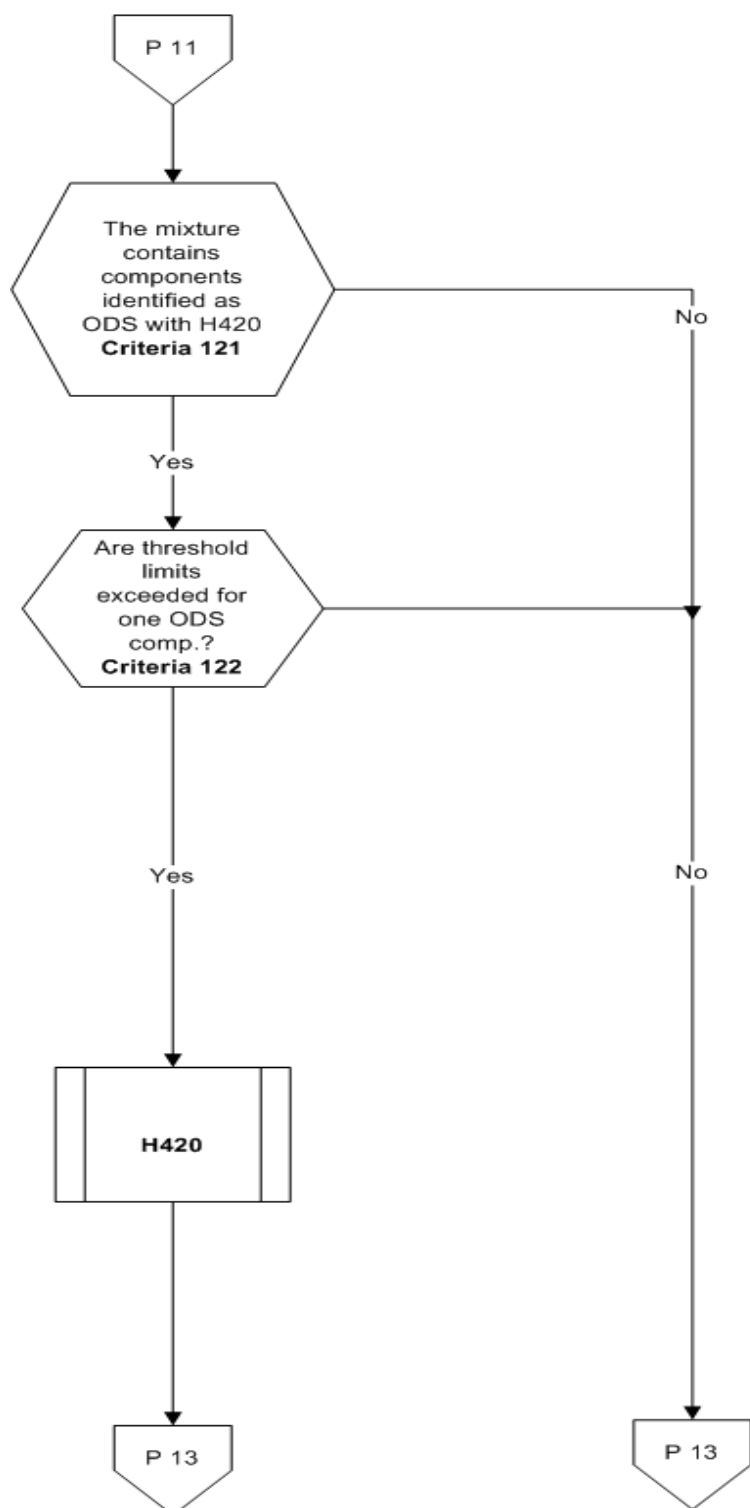 P 11
The mixture
contains
components
identified as
ODS with H420
Criteria 121
No
Yes
Are threshold
limits
exceeded for
one ODS
comp.?
Criteria 122
Yes
No
H420
P 13
P 13